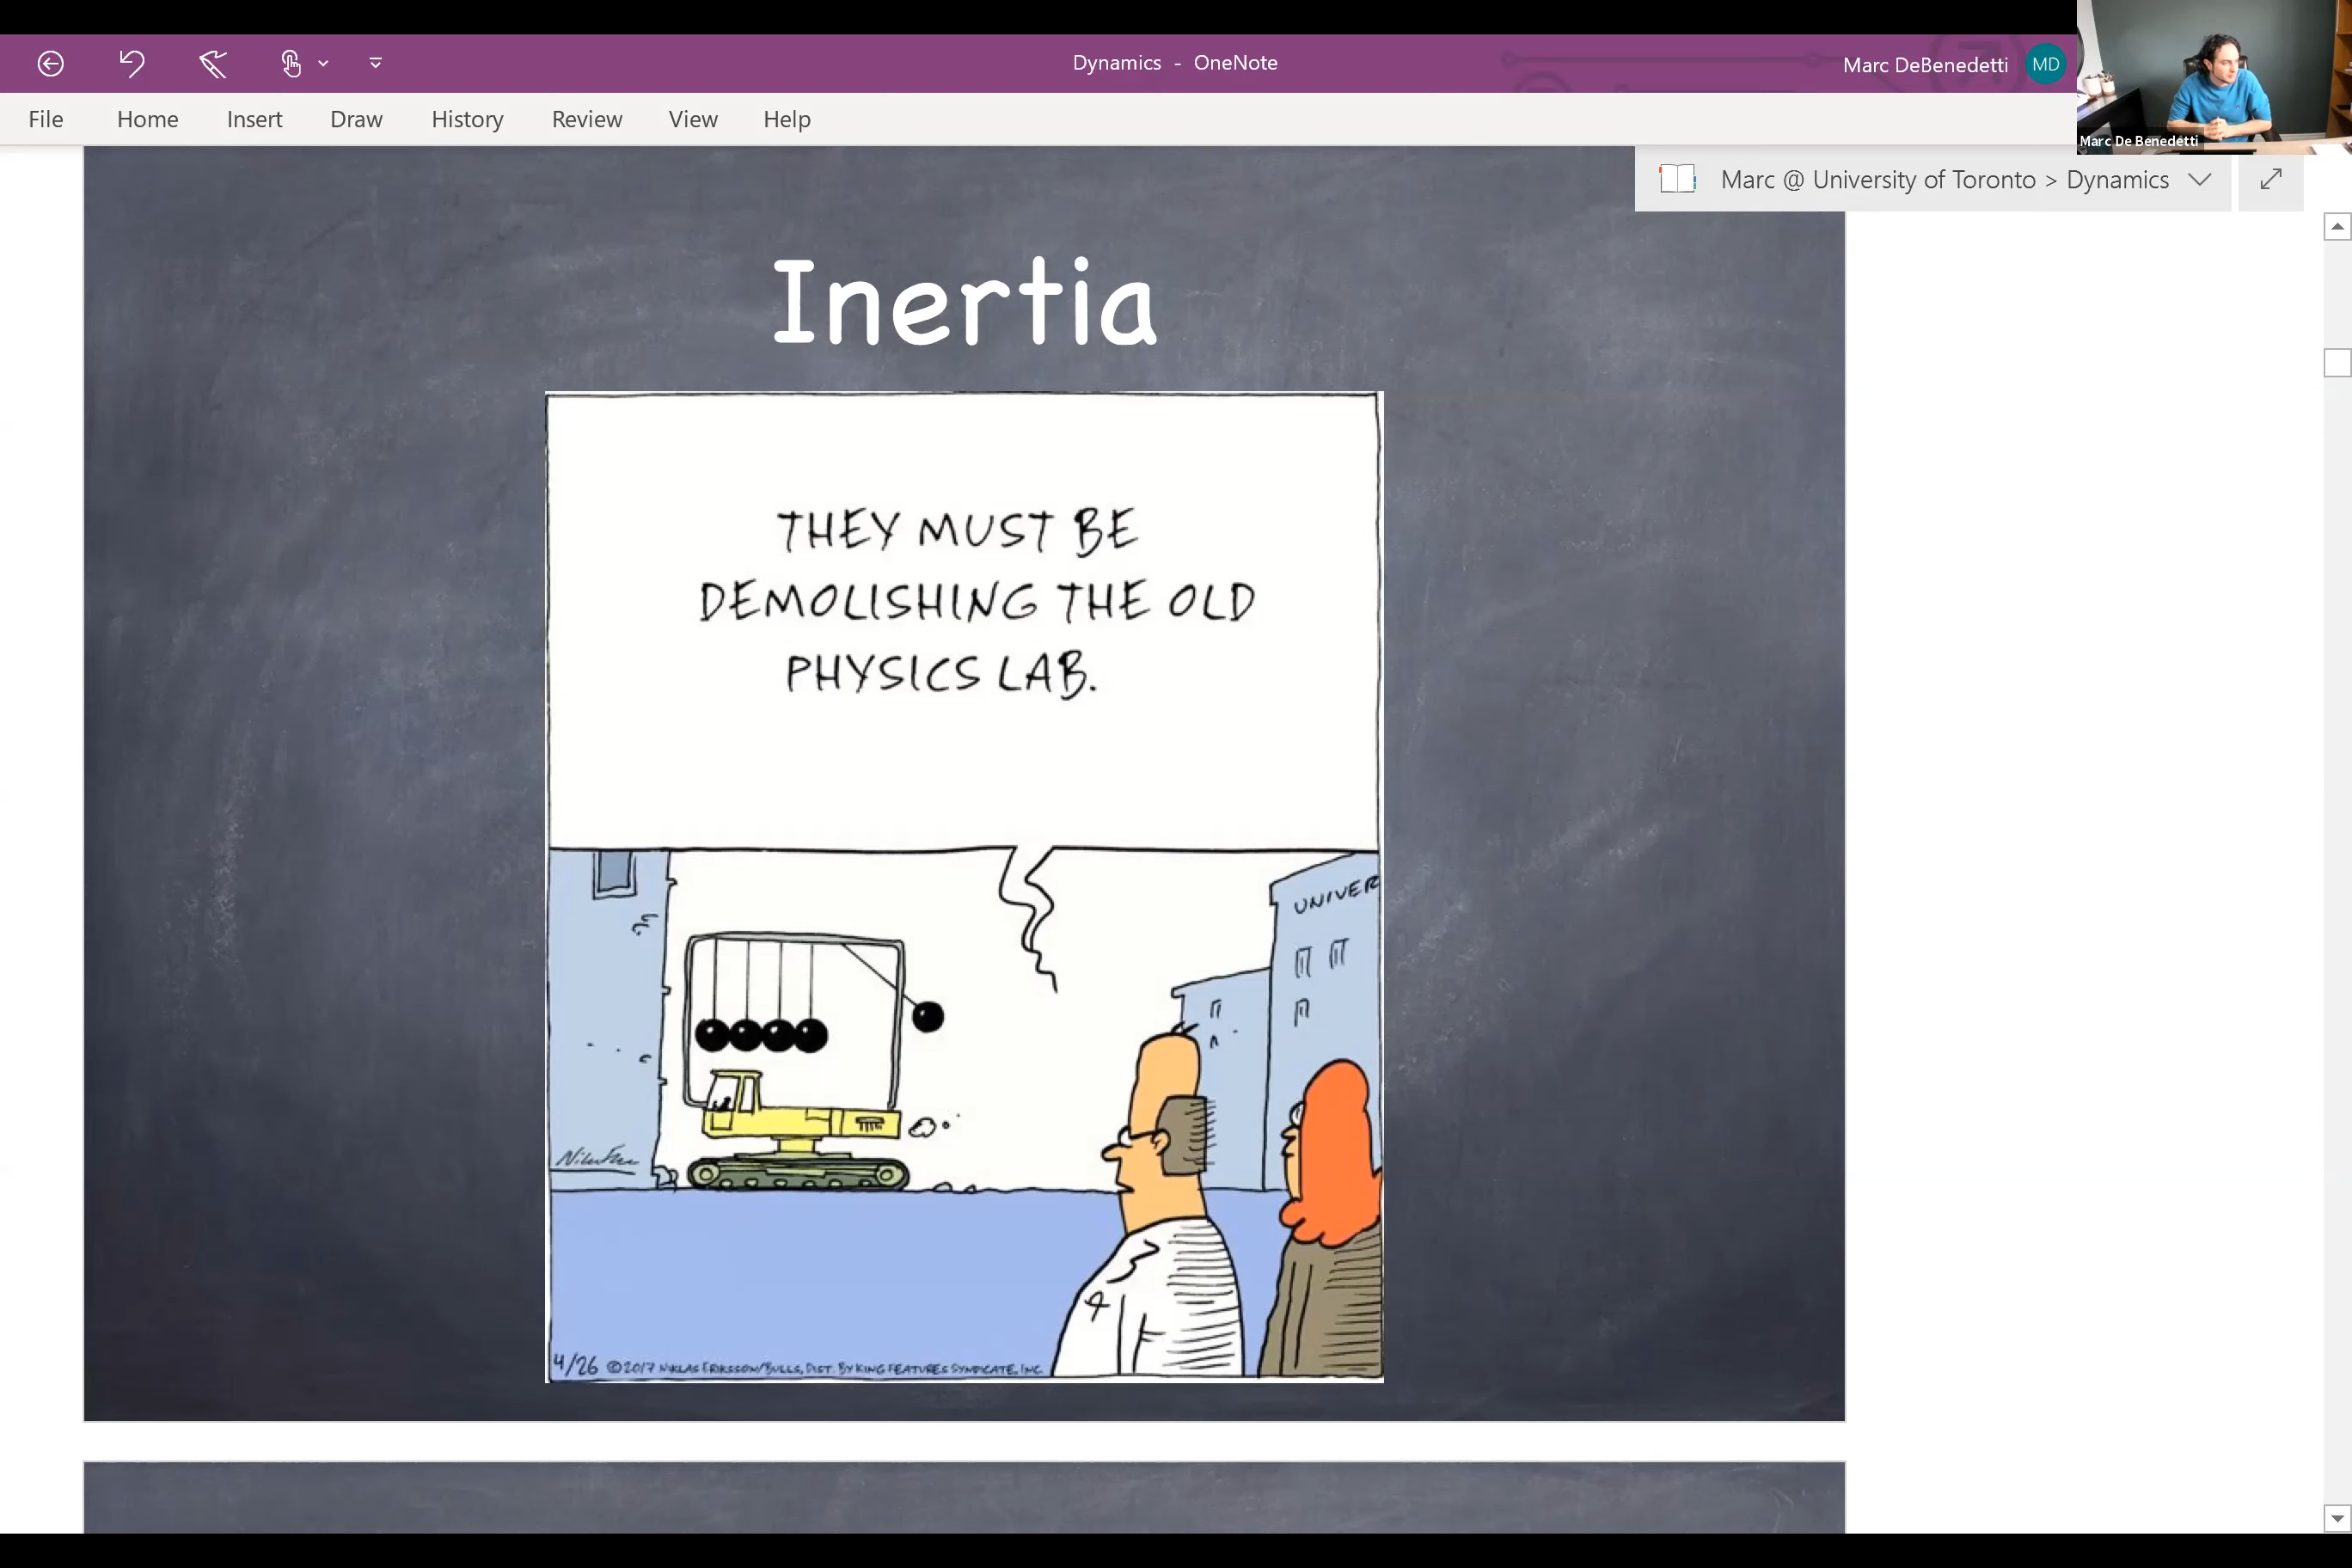 Dynamics - OneNote
Marc DeBenedetti
MD
Marc De Benedetti
File Home Insert Draw History Review View Help
Marc @ University of Toronto > Dynamics
Inertia
THEY MUST BE
DEMOLISHING THE OLD
PHYSICS LAB.
UNIVER
4/26 ©2017 NIKLAS ERIKSSON/BULLS, DIST. BY KING FEATURES SYNDICATE, INC.